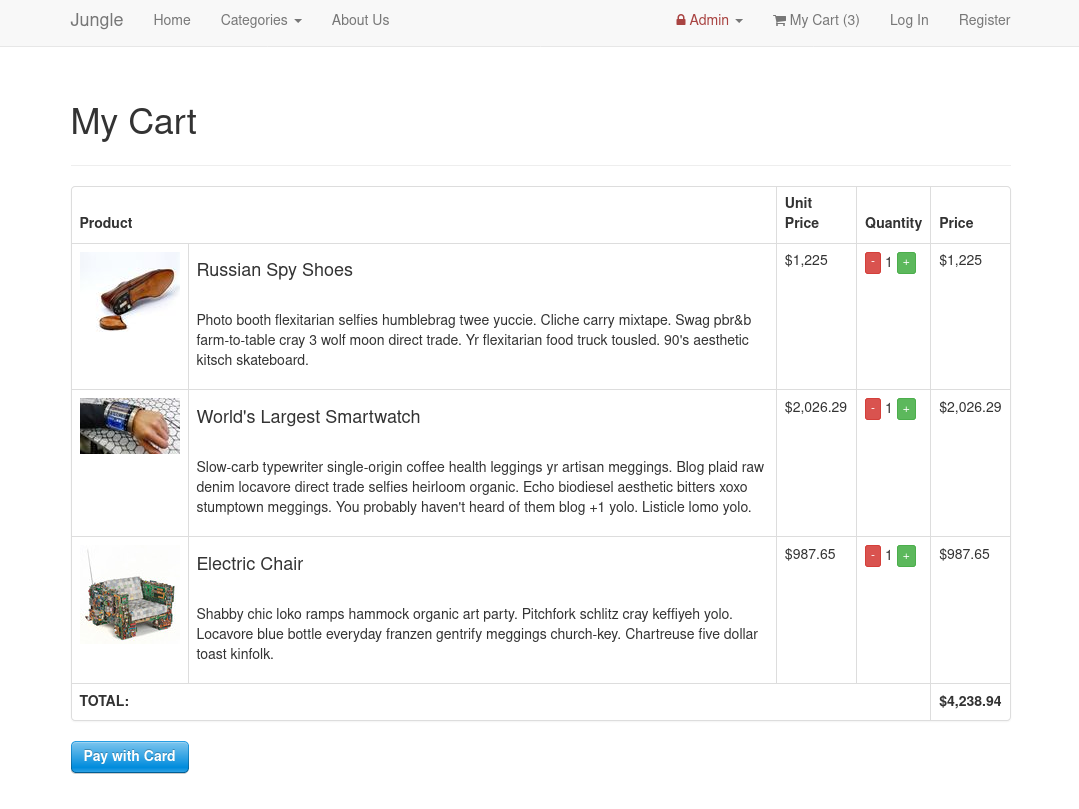 Jungle Home Categories About Us Admin My Cart (3) Log In Register
My Cart
Product Unit Price Quantity Price
Russian Spy Shoes $1,225 - 1 + $1,225
Photo booth flexitarian selfies humblebrag twee yuccie. Cliche carry mixtape. Swag pbr&b
farm-to-table cray 3 wolf moon direct trade. Yr flexitarian food truck tousled. 90's aesthetic
kitsch skateboard.
World's Largest Smartwatch $2,026.29 - 1 + $2,026.29
Slow-carb typewriter single-origin coffee health leggings yr artisan meggings. Blog plaid raw
denim locavore direct trade selfies heirloom organic. Echo biodiesel aesthetic bitters xoxo
stumptown meggings. You probably haven't heard of them blog +1 yolo. Listicle lomo yolo.
Electric Chair $987.65 - 1 + $987.65
Shabby chic loko ramps hammock organic art party. Pitchfork schlitz cray keffiyeh yolo.
Locavore blue bottle everyday franzen gentrify meggings church-key. Chartreuse five dollar
toast kinfolk.
TOTAL: $4,238.94
Pay with Card